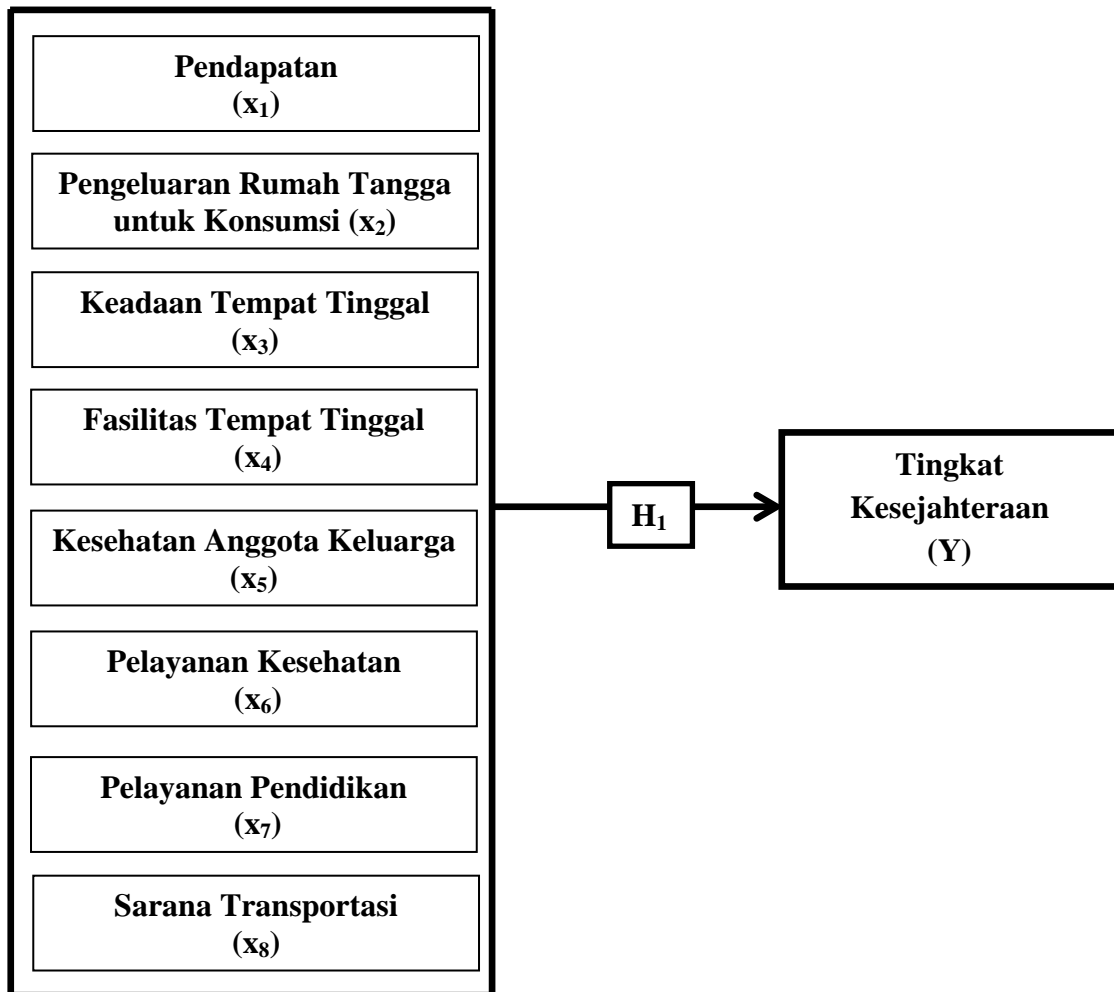 Pendapatan
(x₁)
Pengeluaran Rumah Tangga
untuk Konsumsi (x₂)
Keadaan Tempat Tinggal
(x₃)
Fasilitas Tempat Tinggal
(x₄)
Kesehatan Anggota Keluarga
(x₅)
Pelayanan Kesehatan
(x₆)
Pelayanan Pendidikan
(x₇)
Sarana Transportasi
(x₈)
H₁
Tingkat
Kesejahteraan
(Y)